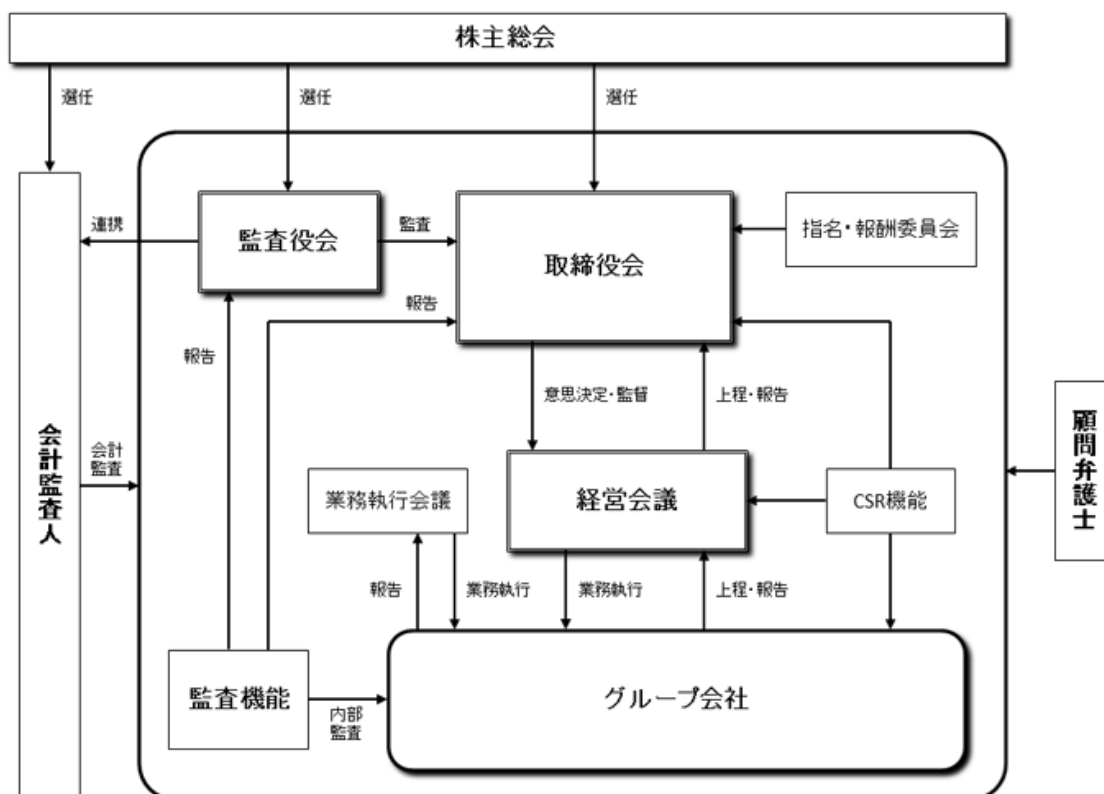 株主総会
選任
選任
選任
連携
監査役会
監査
取締役会
指名・報酬委員会
報告
報告
意思決定・監督
上程・報告
会計監査人
会計
監査
顧問弁護士
業務執行会議
経営会議
CSR機能
報告
業務執行
業務執行
上程・報告
監査機能
内部
監査
グループ会社